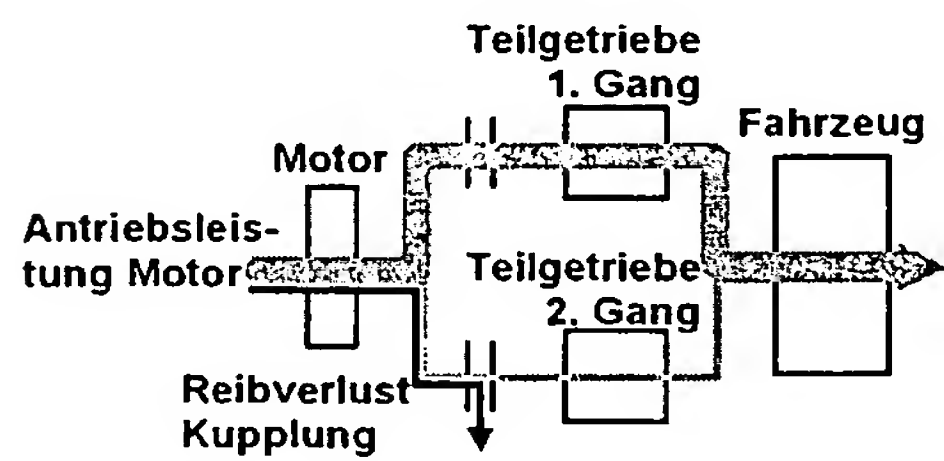 Teilgetriebe
1. Gang
Fahrzeug
Motor
Antriebsleis-
tung Motor
Teilgetriebe
2. Gang
Reibverlust
Kupplung